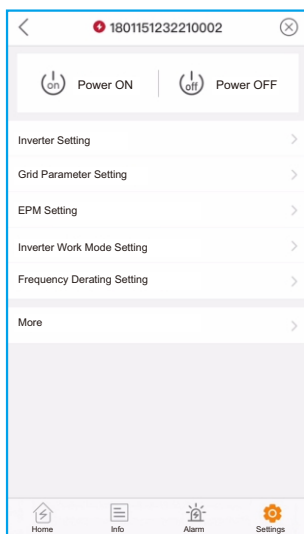 1801151232210002
on Power ON off Power OFF
Inverter Setting
Grid Parameter Setting
EPM Setting
Inverter Work Mode Setting
Frequency Derating Setting
More
Home Info Alarm Settings